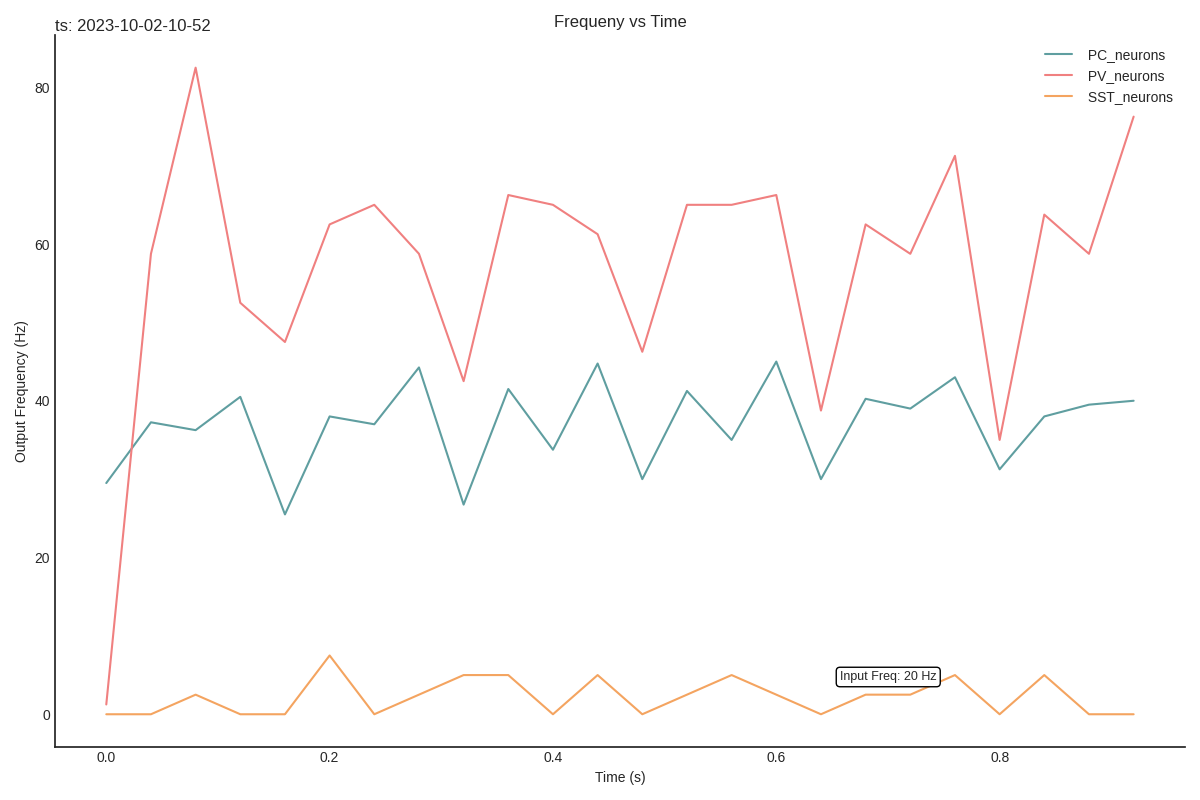 ts: 2023-10-02-10-52
Frequeny vs Time
PC_neurons
PV_neurons
SST_neurons
80
60
40
20
0
Output Frequency (Hz)
Input Freq: 20 Hz
0.0 0.2 0.4 0.6 0.8
Time (s)